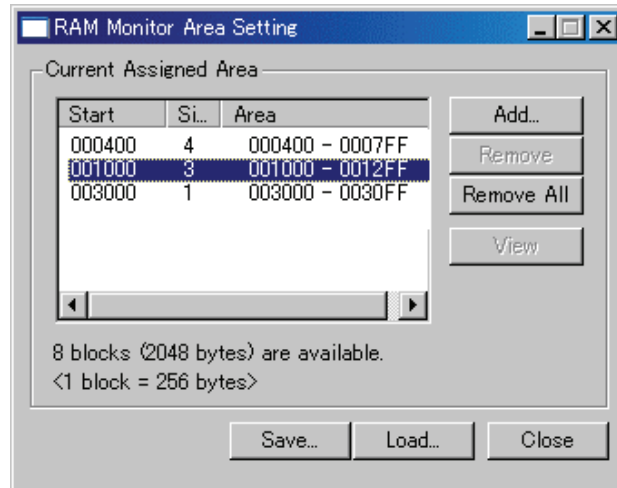 RAM Monitor Area Setting
Current Assigned Area
Start Si... Area
000400 4 000400 - 0007FF
001000 3 001000 - 0012FF
003000 1 003000 - 0030FF
Add...
Remove
Remove All
View
8 blocks (2048 bytes) are available.
<1 block = 256 bytes>
Save... Load... Close